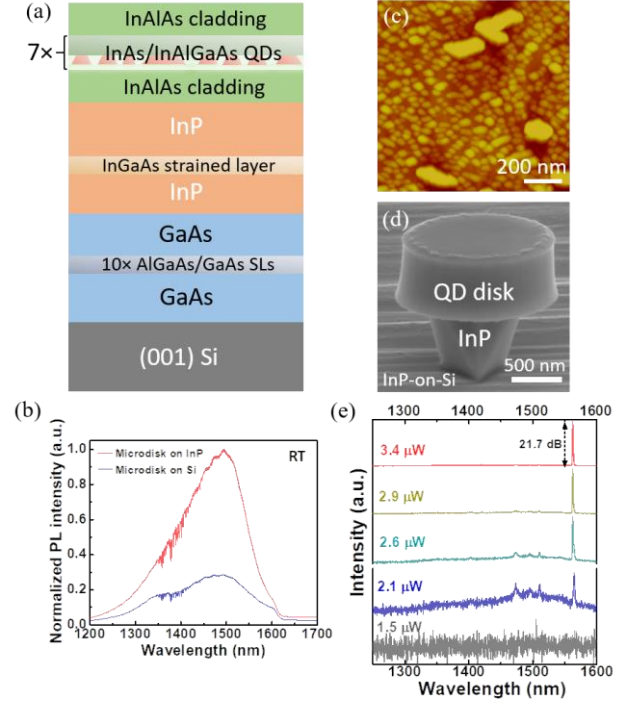 (a)
InAlAs cladding
7×
InAs/InAlGaAs QDs
InAlAs cladding
InP
InGaAs strained layer
InP
GaAs
10× AlGaAs/GaAs SLs
GaAs
(001) Si
(b)
Microdisk on InP
Microdisk on Si
RT
Normalized PL intensity (a.u.)
1.0
0.8
0.6
0.4
0.2
0.0
1200 1300 1400 1500 1600 1700
Wavelength (nm)
(c)
200 nm
(d)
QD disk
InP
InP-on-Si
500 nm
(e)
1300 1400 1500 1600
21.7 dB
3.4 μW
2.9 μW
2.6 μW
2.1 μW
1.5 μW
Intensity (a.u.)
1300 1400 1500 1600
Wavelength (nm)